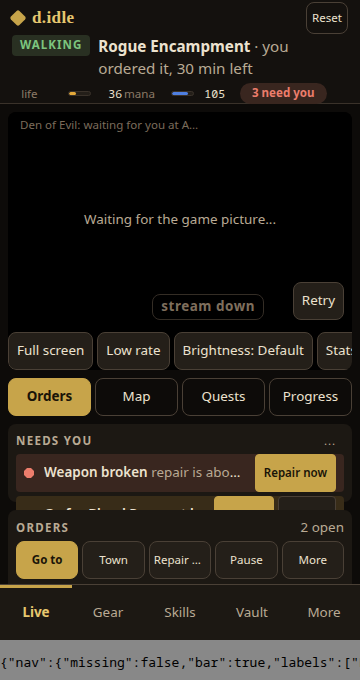 d.idle
Reset
WALKING
Rogue Encampment · you ordered it, 30 min left
life 36 mana 105
3 need you
Den of Evil: waiting for you at A...
Waiting for the game picture...
stream down
Retry
Full screen
Low rate
Brightness: Default
Stats
Orders
Map
Quests
Progress
NEEDS YOU
...
Weapon broken repair is abo...
Repair now
ORDERS
2 open
Go to
Town
Repair ...
Pause
More
Live
Gear
Skills
Vault
More
{"nav":{"missing":false,"bar":true,"labels":["